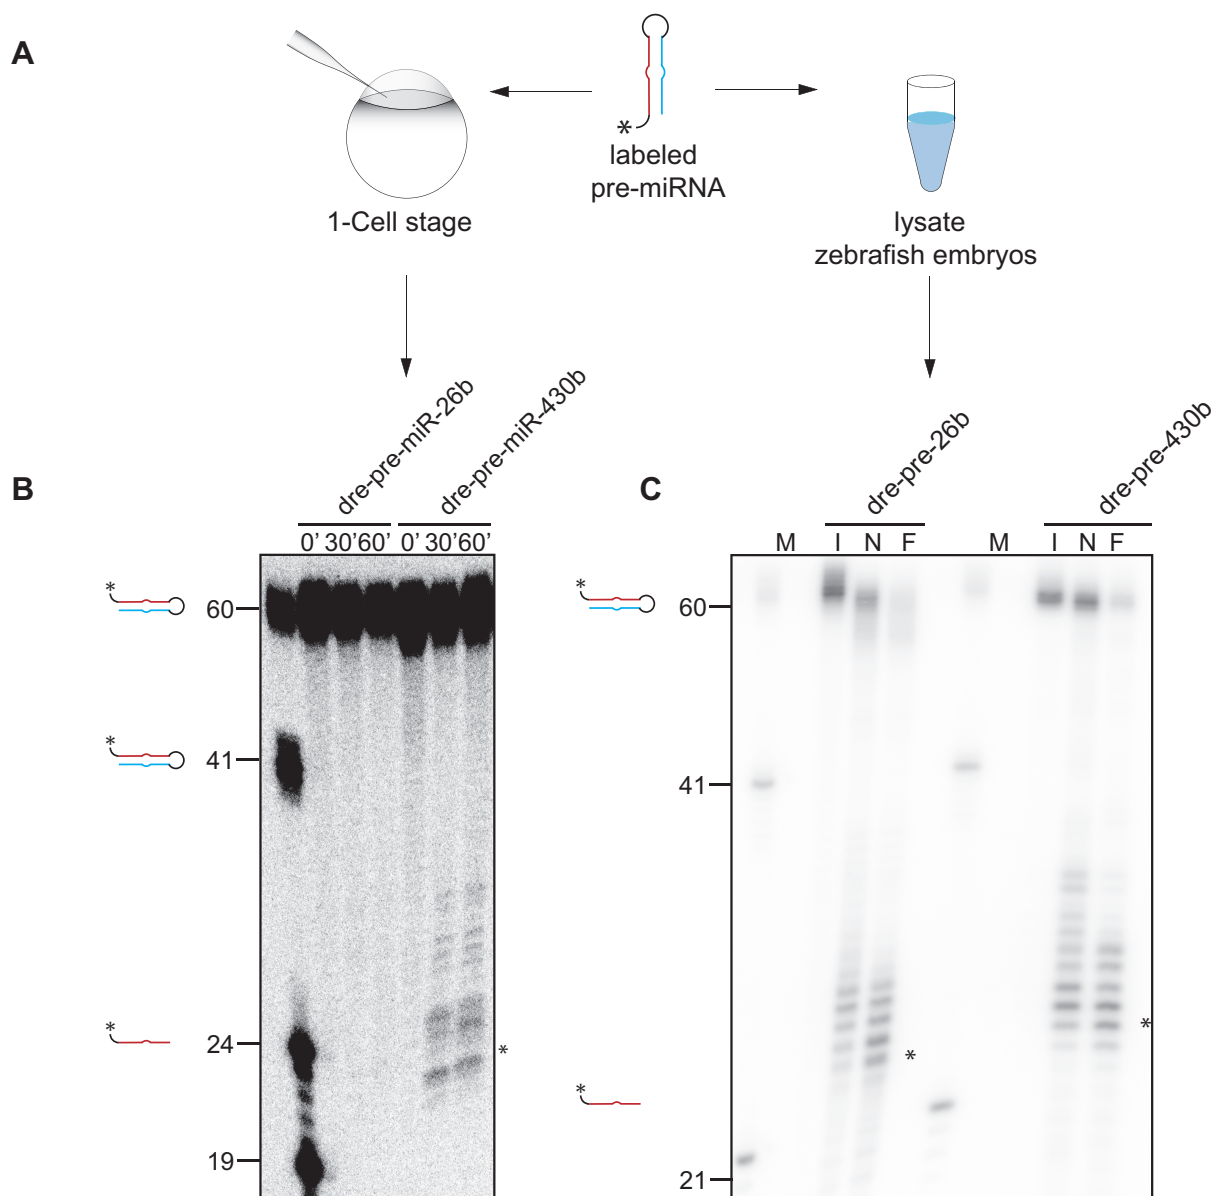 A
*
labeled
pre-miRNA
1-Cell stage
lysate
zebrafish embryos
B
dre-pre-miR-26b
dre-pre-miR-430b
0' 30' 60' 0' 30' 60'
*
60
*
41
*
24
*
19
C
dre-pre-26b
dre-pre-430b
M I N F M I N F
*
60
41
*
*
*
21